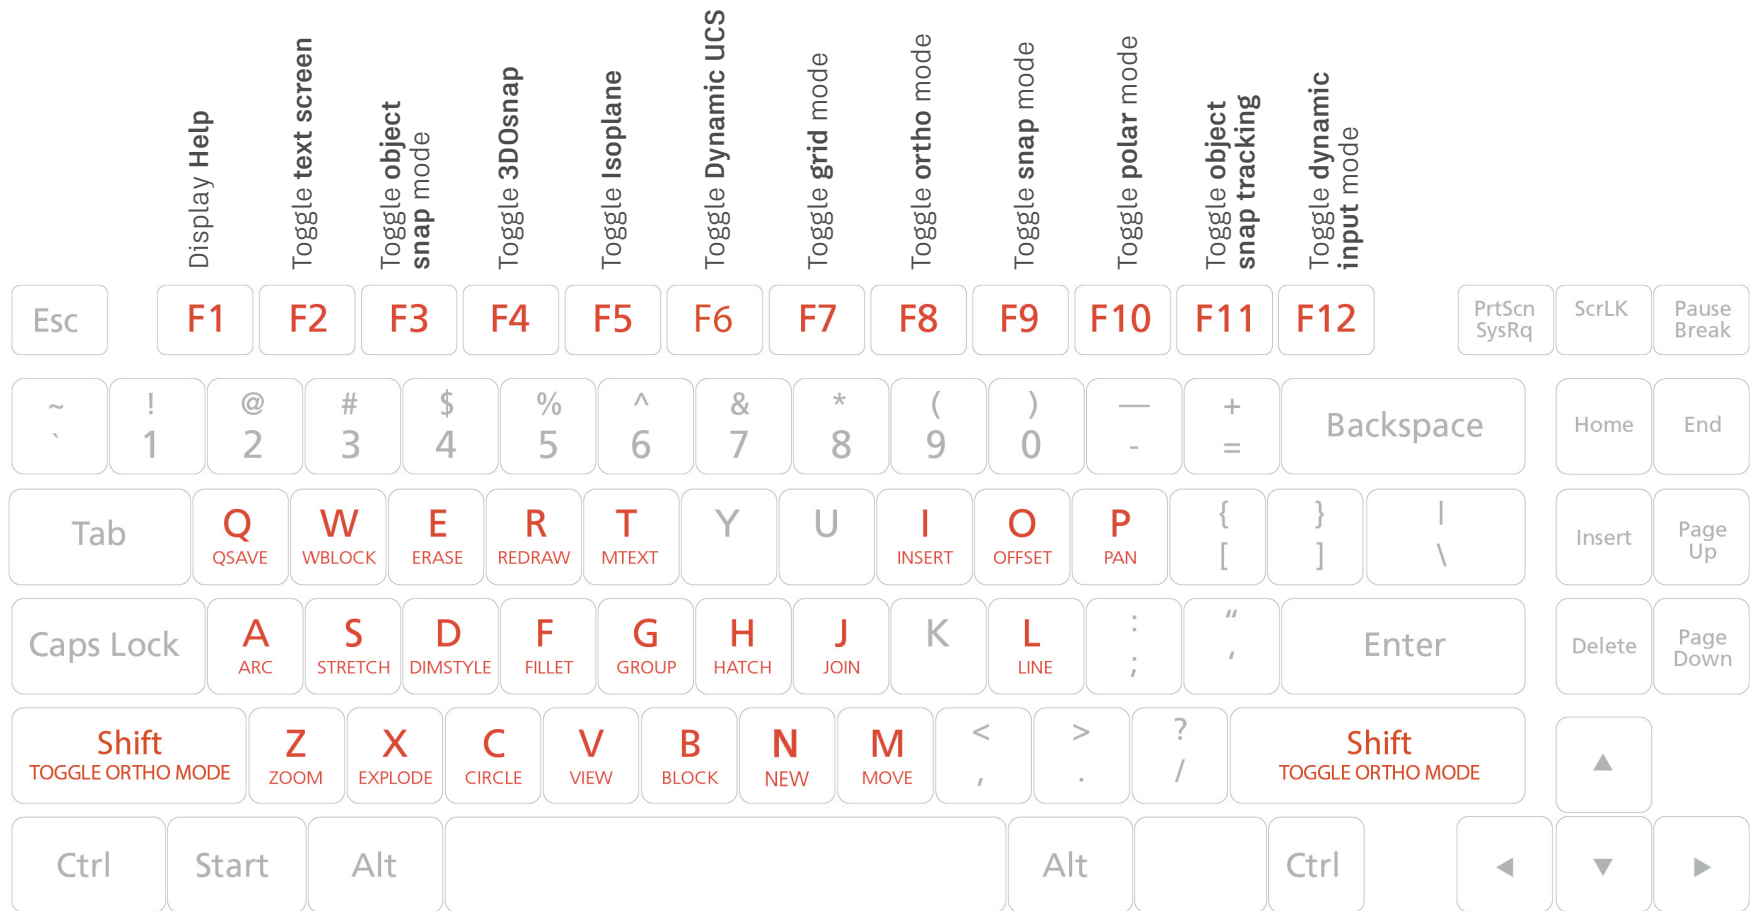 Display Help
Toggle text screen
Toggle object
snap mode
Toggle 3DOsnap
Toggle Isoplane
Toggle Dynamic UCS
Toggle grid mode
Toggle ortho mode
Toggle snap mode
Toggle polar mode
Toggle object
snap tracking
Toggle dynamic
input mode
Esc
F1
F2
F3
F4
F5
F6
F7
F8
F9
F10
F11
F12
PrtScn
SysRq
ScrLK
Pause
Break
~
`
!
1
@
2
#
3
$
4
%
5
^
6
&
7
*
8
(
9
)
0
—
-
+
=
Backspace
Home
End
Tab
Q
QSAVE
W
WBLOCK
E
ERASE
R
REDRAW
T
MTEXT
Y
U
I
INSERT
O
OFFSET
P
PAN
{
[
}
]
|
\
Insert
Page
Up
Caps Lock
A
ARC
S
STRETCH
D
DIMSTYLE
F
FILLET
G
GROUP
H
HATCH
J
JOIN
K
L
LINE
:
;
“
‘
Enter
Delete
Page
Down
Shift
TOGGLE ORTHO MODE
Z
ZOOM
X
EXPLODE
C
CIRCLE
V
VIEW
B
BLOCK
N
NEW
M
MOVE
<
,
>
.
?
/
Shift
TOGGLE ORTHO MODE
▲
Ctrl
Start
Alt
Alt
Ctrl
◀
▼
▶